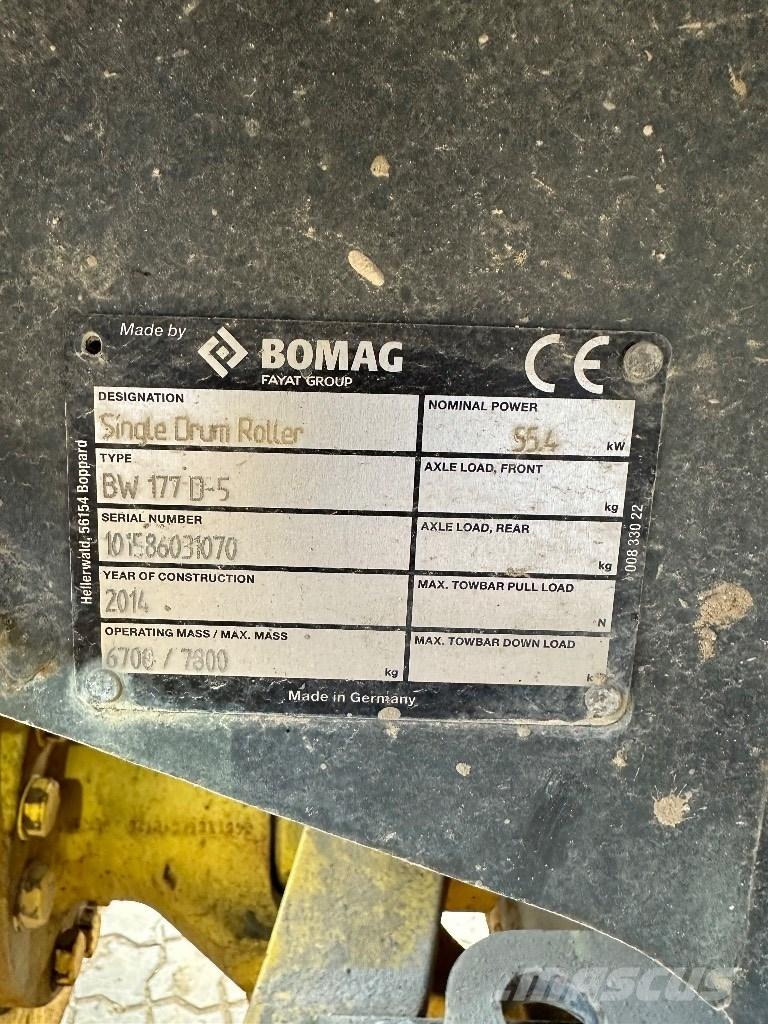 Made by BOMAG CE
FAYAT GROUP
DESIGNATION
Single Drum Roller
NOMINAL POWER
55,4 kW
TYPE
BW 177 D-5
AXLE LOAD, FRONT
kg
SERIAL NUMBER
101586031070
AXLE LOAD, REAR
kg
YEAR OF CONSTRUCTION
2014
MAX. TOWBAR PULL LOAD
N
OPERATING MASS / MAX. MASS
6700 / 7800 kg
MAX. TOWBAR DOWN LOAD
k
Made in Germany
Hellerwald, 56154 Boppard
008 330 22
MASCUS